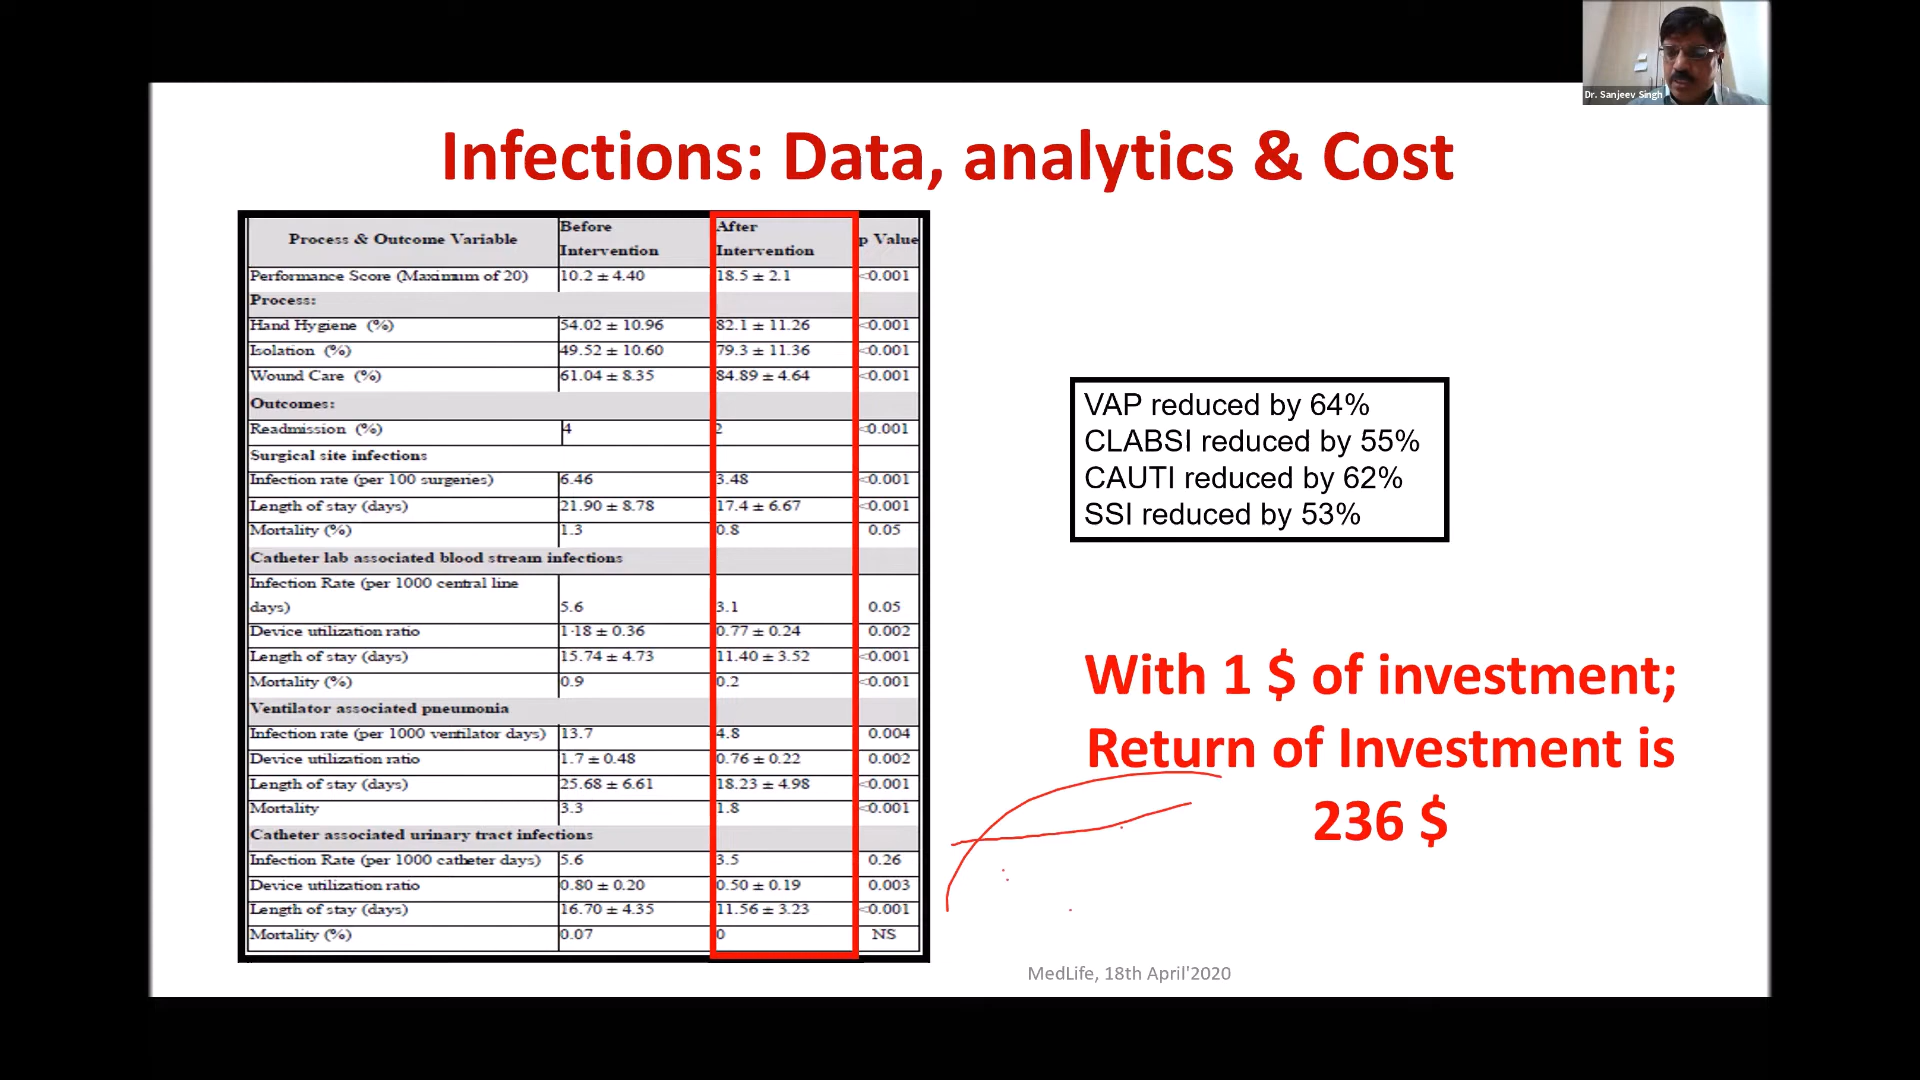 Dr. Sanjeev Singh
Infections: Data, analytics & Cost
Process & Outcome Variable Before Intervention After Intervention p Value
Performance Score (Maximum of 20) 10.2 ± 4.40 18.5 ± 2.1 <0.001
Process:
Hand Hygiene (%) 54.02 ± 10.96 82.1 ± 11.26 <0.001
Isolation (%) 49.52 ± 10.60 79.3 ± 11.36 <0.001
Wound Care (%) 61.04 ± 8.35 84.89 ± 4.64 <0.001
Outcomes:
Readmission (%) 4 2 <0.001
Surgical site infections
Infection rate (per 100 surgeries) 6.46 3.48 <0.001
Length of stay (days) 21.90 ± 8.78 17.4 ± 6.67 <0.001
Mortality (%) 1.3 0.8 0.05
Catheter lab associated blood stream infections
Infection Rate (per 1000 central line
days) 5.6 3.1 0.05
Device utilization ratio 1·18 ± 0.36 0.77 ± 0.24 0.002
Length of stay (days) 15.74 ± 4.73 11.40 ± 3.52 <0.001
Mortality (%) 0.9 0.2 <0.001
Ventilator associated pneumonia
Infection rate (per 1000 ventilator days) 13.7 4.8 0.004
Device utilization ratio 1.7 ± 0.48 0.76 ± 0.22 0.002
Length of stay (days) 25.68 ± 6.61 18.23 ± 4.98 <0.001
Mortality 3.3 1.8 <0.001
Catheter associated urinary tract infections
Infection Rate (per 1000 catheter days) 5.6 3.5 0.26
Device utilization ratio 0.80 ± 0.20 0.50 ± 0.19 0.003
Length of stay (days) 16.70 ± 4.35 11.56 ± 3.23 <0.001
Mortality (%) 0.07 0 NS
VAP reduced by 64%
CLABSI reduced by 55%
CAUTI reduced by 62%
SSI reduced by 53%
With 1 $ of investment;
Return of Investment is
236 $
MedLife, 18th April'2020